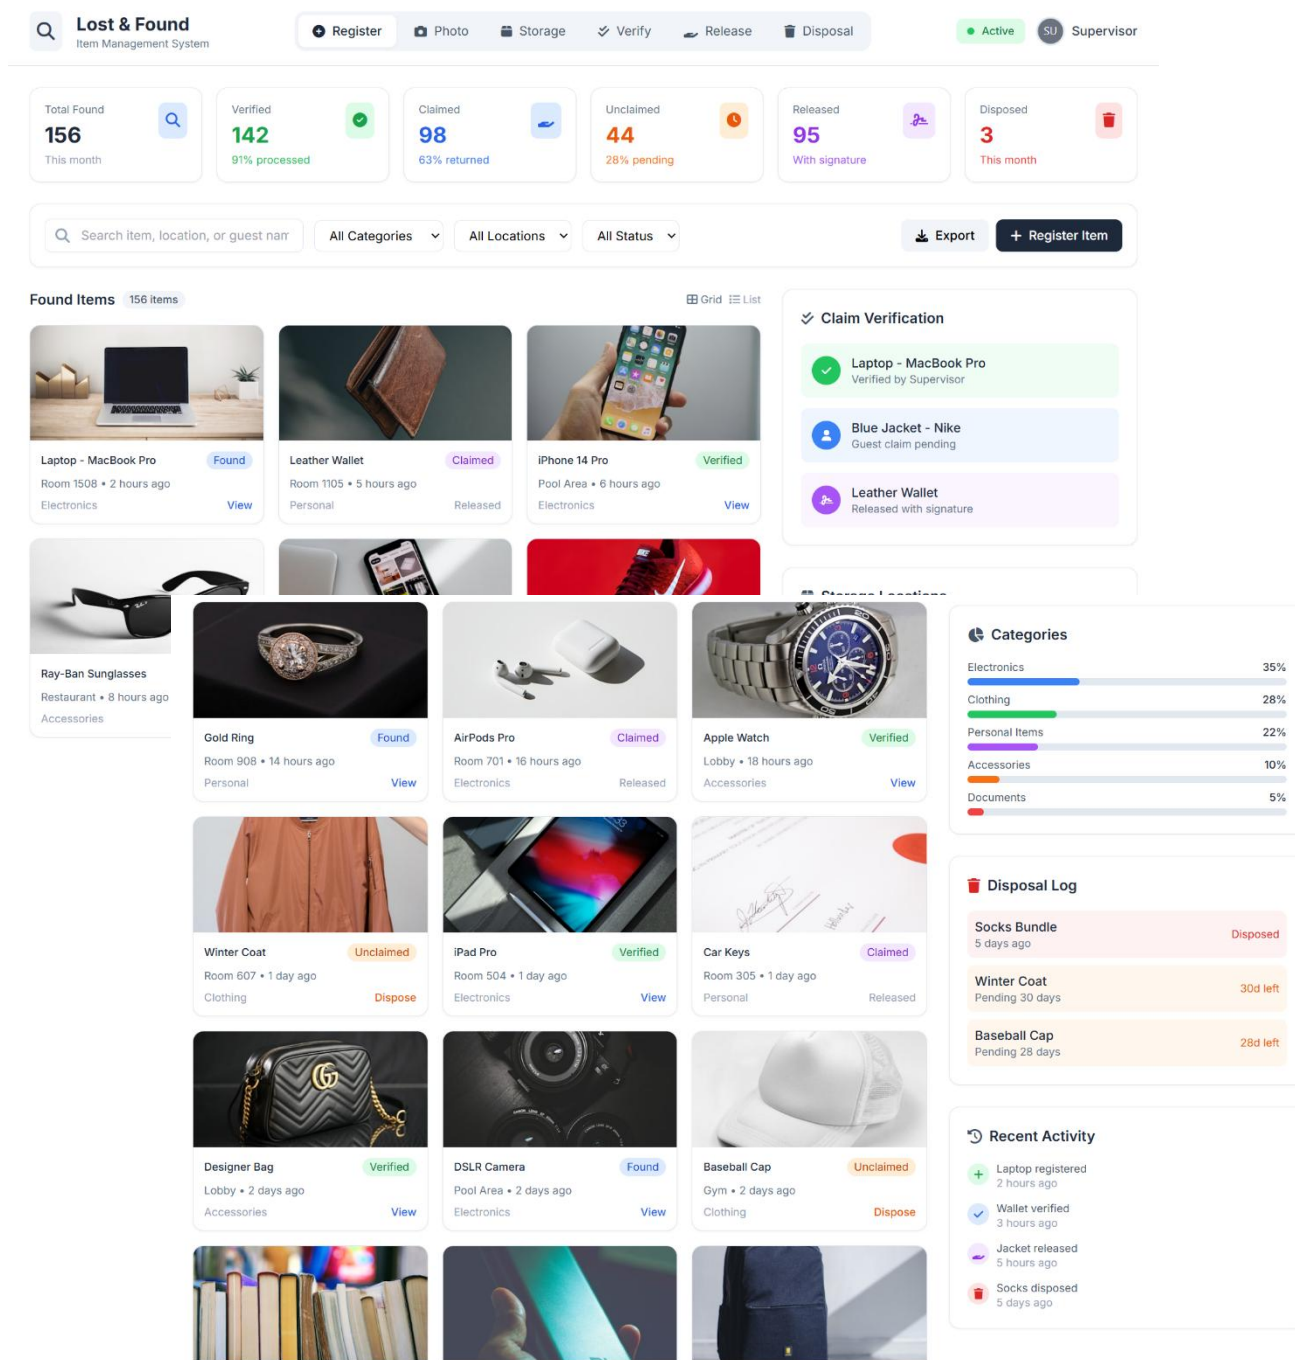 Lost & Found
Item Management System
Register
Photo
Storage
Verify
Release
Disposal
Active
SU
Supervisor
Total Found
156
This month
Verified
142
91% processed
Claimed
98
63% returned
Unclaimed
44
28% pending
Released
95
With signature
Disposed
3
This month
Search item, location, or guest nam
All Categories
All Locations
All Status
Export
+ Register Item
Found Items
156 items
Grid
List
Laptop - MacBook Pro
Found
Room 1508 • 2 hours ago
Electronics
View
Leather Wallet
Claimed
Room 1105 • 5 hours ago
Personal
Released
iPhone 14 Pro
Verified
Pool Area • 6 hours ago
Electronics
View
Claim Verification
Laptop - MacBook Pro
Verified by Supervisor
Blue Jacket - Nike
Guest claim pending
Leather Wallet
Released with signature
Storage Locations
Ray-Ban Sunglasses
Restaurant • 8 hours ago
Accessories
Gold Ring
Found
Room 908 • 14 hours ago
Personal
View
AirPods Pro
Claimed
Room 701 • 16 hours ago
Electronics
Released
Apple Watch
Verified
Lobby • 18 hours ago
Accessories
View
Winter Coat
Unclaimed
Room 607 • 1 day ago
Clothing
Dispose
iPad Pro
Verified
Room 504 • 1 day ago
Electronics
View
Car Keys
Claimed
Room 305 • 1 day ago
Personal
Released
Designer Bag
Verified
Lobby • 2 days ago
Accessories
View
DSLR Camera
Found
Pool Area • 2 days ago
Electronics
View
Baseball Cap
Unclaimed
Gym • 2 days ago
Clothing
Dispose
Categories
Electronics
35%
Clothing
28%
Personal Items
22%
Accessories
10%
Documents
5%
Disposal Log
Socks Bundle
5 days ago
Disposed
Winter Coat
Pending 30 days
30d left
Baseball Cap
Pending 28 days
28d left
Recent Activity
Laptop registered
2 hours ago
Wallet verified
3 hours ago
Jacket released
5 hours ago
Socks disposed
5 days ago